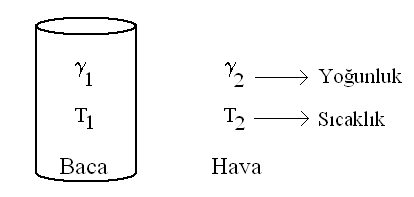 γ1 γ2 → Yoğunluk
T1 T2 → Sıcaklık
Baca Hava